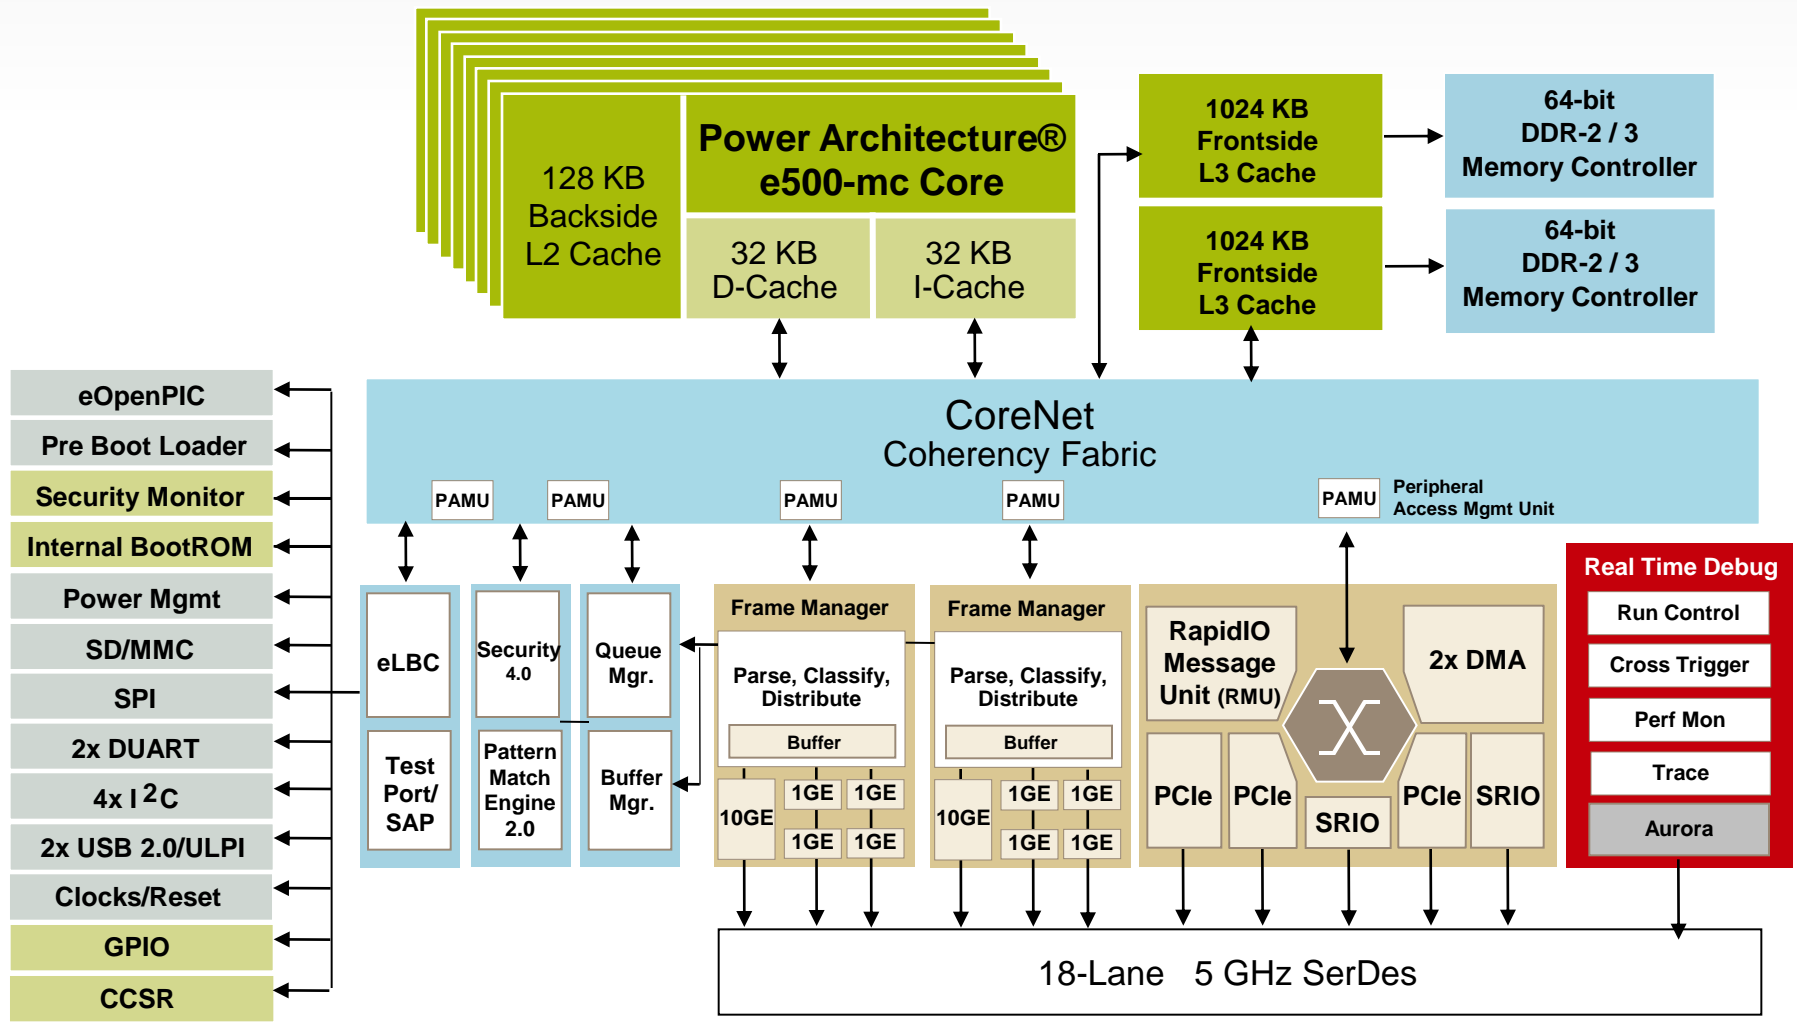 Power Architecture®
e500-mc Core
128 KB
Backside
L2 Cache
32 KB
D-Cache
32 KB
I-Cache
1024 KB
Frontside
L3 Cache
64-bit
DDR-2 / 3
Memory Controller
1024 KB
Frontside
L3 Cache
64-bit
DDR-2 / 3
Memory Controller
CoreNet
Coherency Fabric
PAMU
PAMU
PAMU
PAMU
PAMU
Peripheral
Access Mgmt Unit
eOpenPIC
Pre Boot Loader
Security Monitor
Internal BootROM
Power Mgmt
SD/MMC
SPI
2x DUART
4x I 2C
2x USB 2.0/ULPI
Clocks/Reset
GPIO
CCSR
eLBC
Test
Port/
SAP
Security
4.0
Pattern
Match
Engine
2.0
Queue
Mgr.
Buffer
Mgr.
Frame Manager
Parse, Classify,
Distribute
Buffer
10GE
1GE
1GE
1GE
1GE
Frame Manager
Parse, Classify,
Distribute
Buffer
10GE
1GE
1GE
1GE
1GE
RapidIO
Message
Unit (RMU)
2x DMA
PCIe
PCIe
SRIO
PCIe
SRIO
Real Time Debug
Run Control
Cross Trigger
Perf Mon
Trace
Aurora
18-Lane 5 GHz SerDes